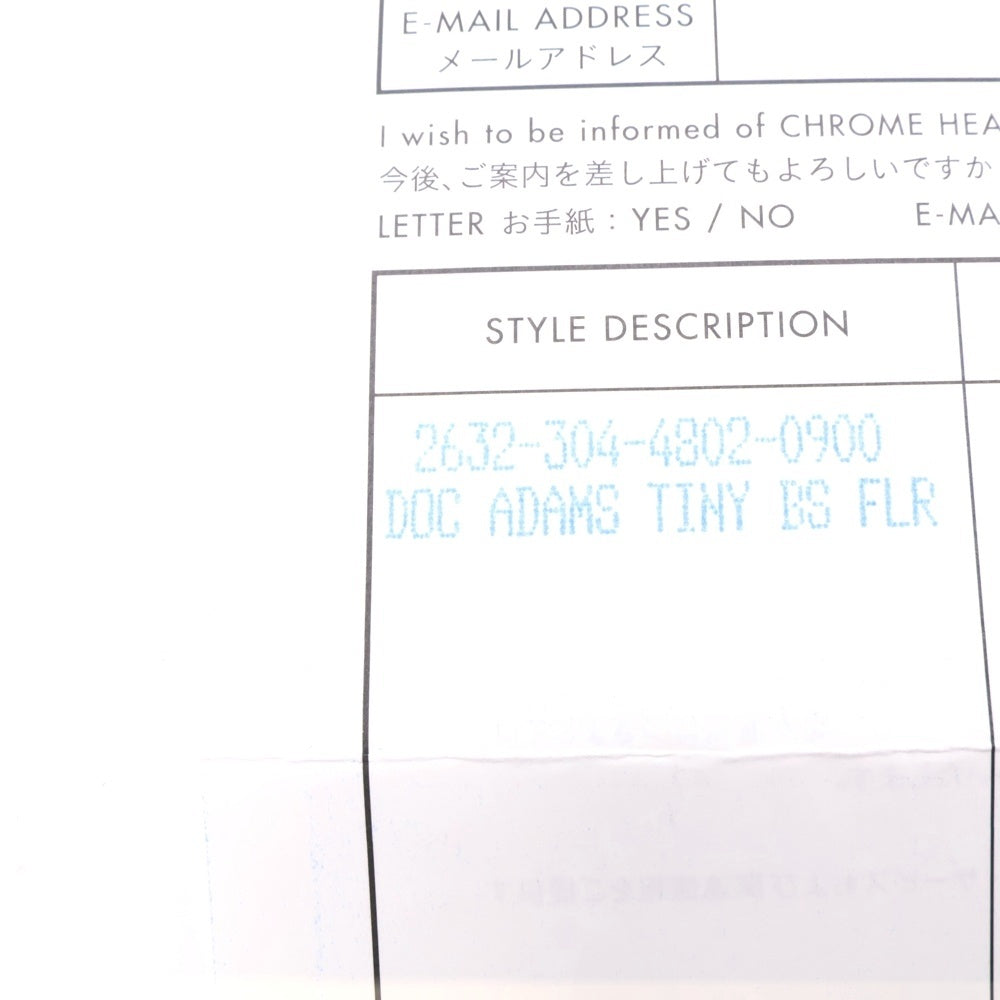 E-MAIL ADDRESS
メールアドレス
I wish to be informed of CHROME HEA
今後、ご案内を差し上げてもよろしいですか
LETTER お手紙 : YES / NO E-MA
STYLE DESCRIPTION
2632-304-4802-0900
DOC ADAMS TINY BS FLR